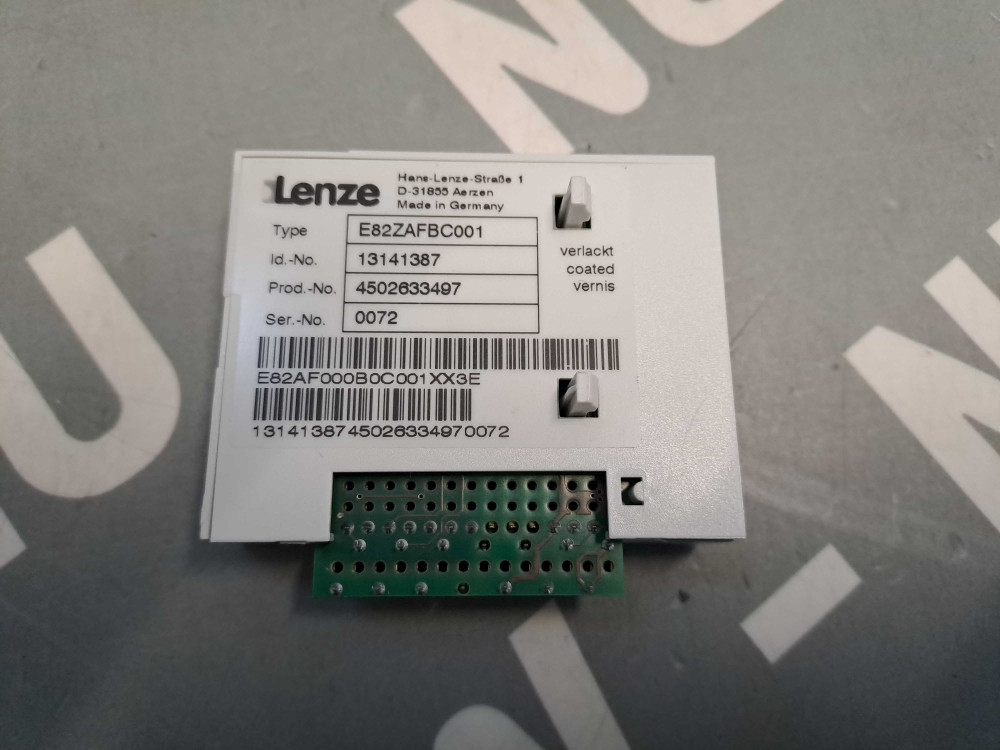 Lenze
Hans-Lenze-Straße 1
D-31855 Aerzen
Made in Germany
Type E82ZAFBC001
Id.-No. 13141387
Prod.-No. 4502633497
Ser.-No. 0072
verlackt
coated
vernis
E82AF000B0C001XX3E
1314138745026334970072